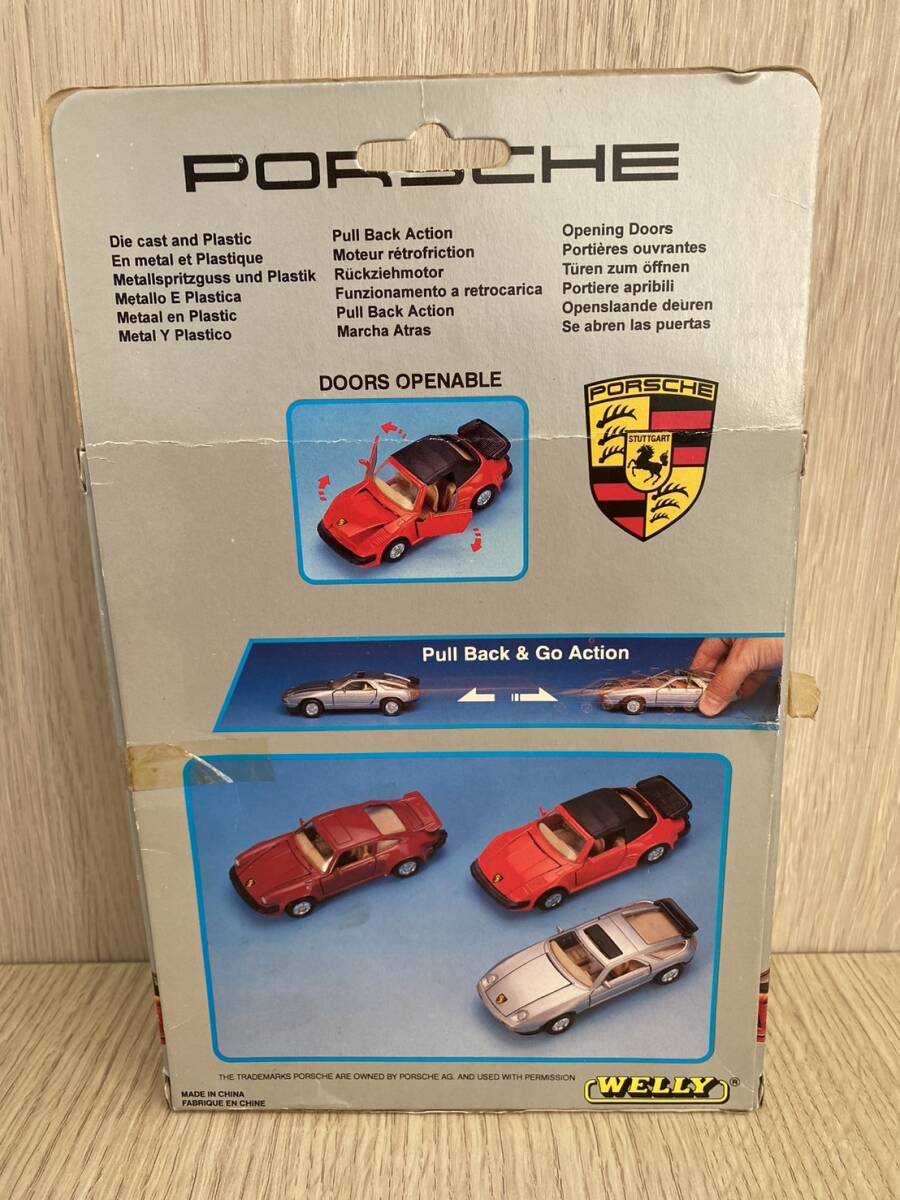 PORSCHE
Die cast and Plastic
En metal et Plastique
Metallspritzguss und Plastik
Metallo E Plastica
Metaal en Plastic
Metal Y Plastico
Pull Back Action
Moteur rétrofriction
Rückziehmotor
Funzionamento a retrocarica
Pull Back Action
Marcha Atras
Opening Doors
Portières ouvrantes
Türen zum öffnen
Portiere apribili
Openslaande deuren
Se abren las puertas
DOORS OPENABLE
PORSCHE
STUTTGART
Pull Back & Go Action
THE TRADEMARKS PORSCHE ARE OWNED BY PORSCHE AG. AND USED WITH PERMISSION
WELLY®
MADE IN CHINA
FABRIQUE EN CHINE